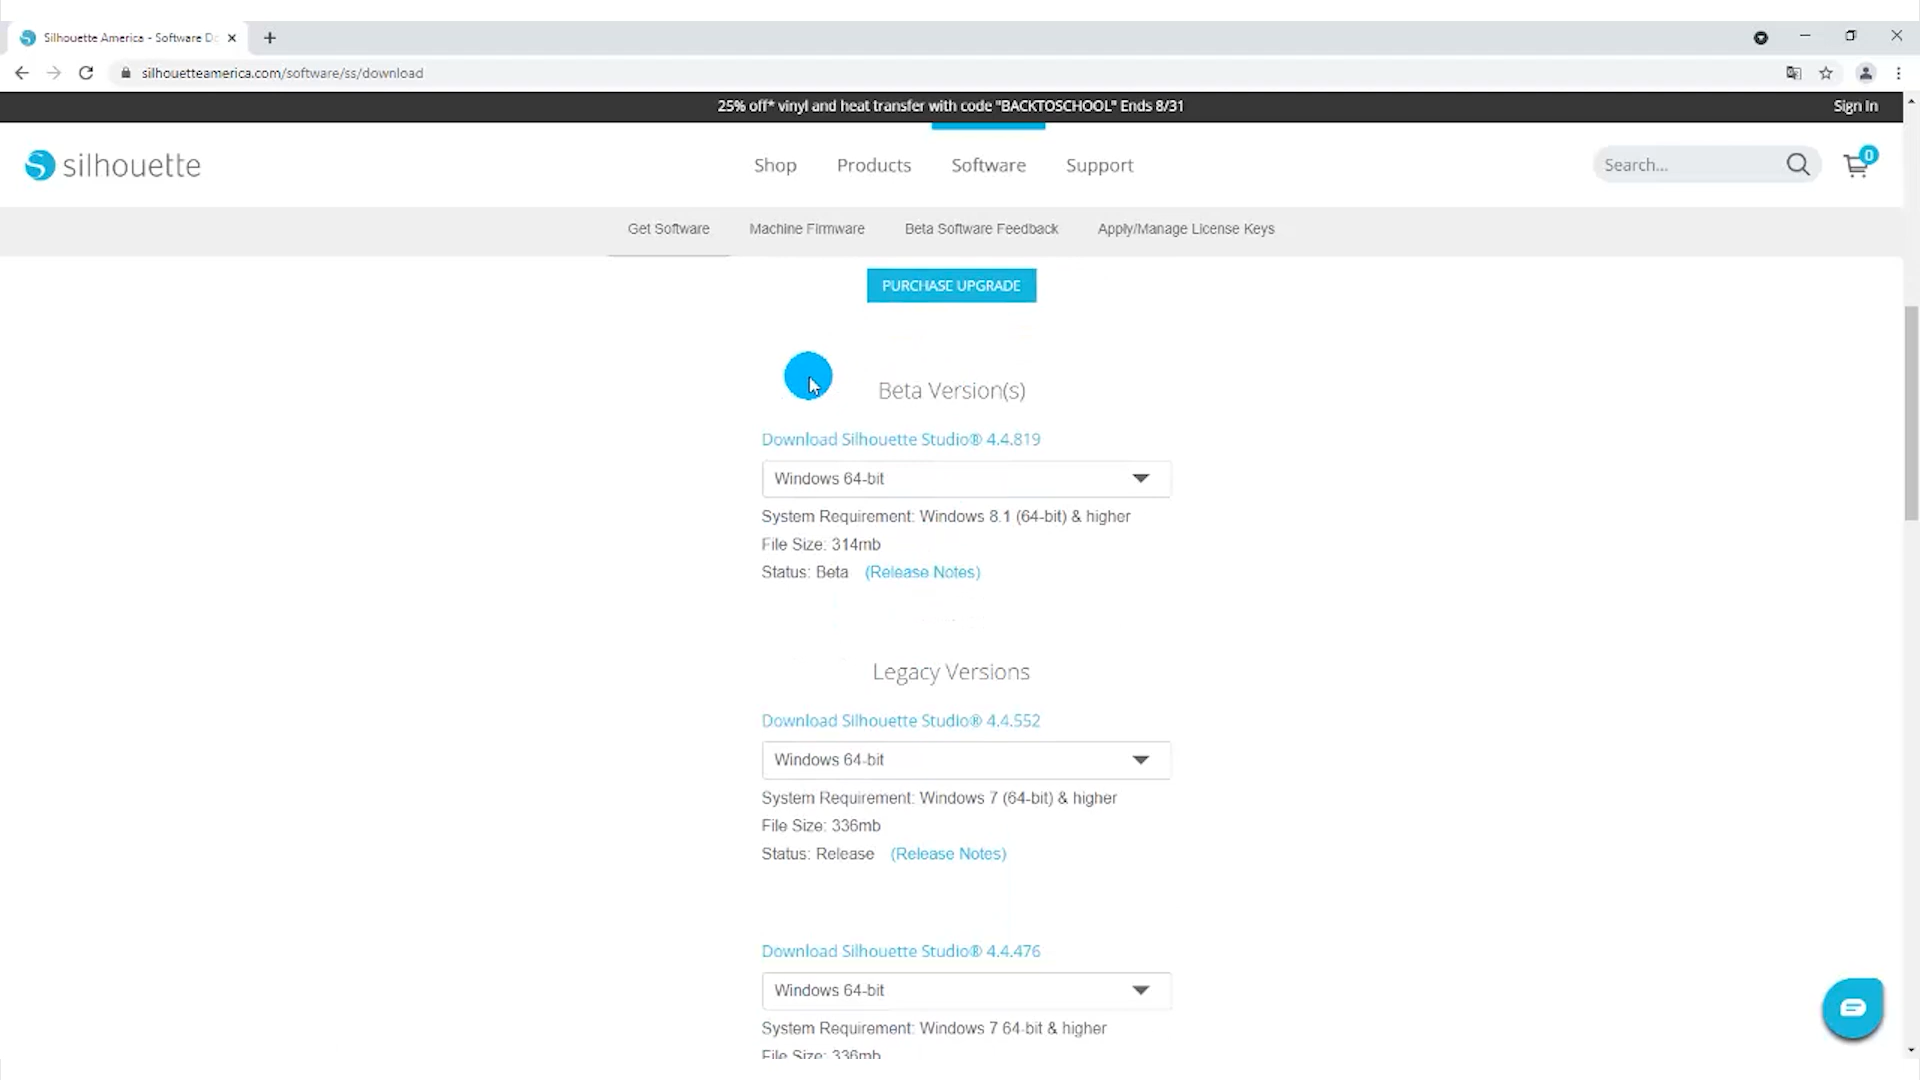 Silhouette America - Software Do
silhouetteamerica.com/software/ss/download
25% off* vinyl and heat transfer with code "BACKTOSCHOOL" Ends 8/31
Sign In
silhouette
Shop
Products
Software
Support
Search...
0
Get Software
Machine Firmware
Beta Software Feedback
Apply/Manage License Keys
PURCHASE UPGRADE
Beta Version(s)
Download Silhouette Studio® 4.4.819
Windows 64-bit
System Requirement: Windows 8.1 (64-bit) & higher
File Size: 314mb
Status: Beta (Release Notes)
Legacy Versions
Download Silhouette Studio® 4.4.552
Windows 64-bit
System Requirement: Windows 7 (64-bit) & higher
File Size: 336mb
Status: Release (Release Notes)
Download Silhouette Studio® 4.4.476
Windows 64-bit
System Requirement: Windows 7 64-bit & higher
File Size: 336mb